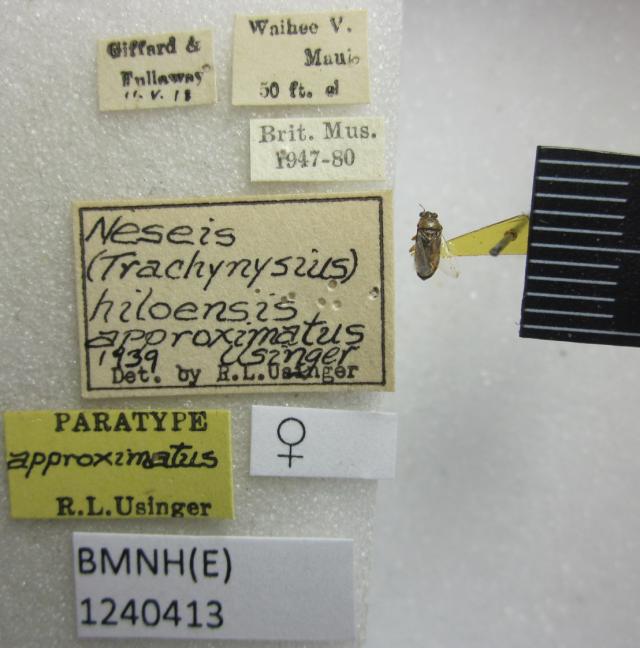 Giffard &
Fullaway
Waihee V.
Maui
50 ft. el
Brit. Mus.
1947-80
Neseis
(Trachynysius)
hiloensis
approximatus
1939 Usinger
Det. by R.L.Usinger
PARATYPE
approximatus
R.L.Usinger
♀
BMNH(E)
1240413